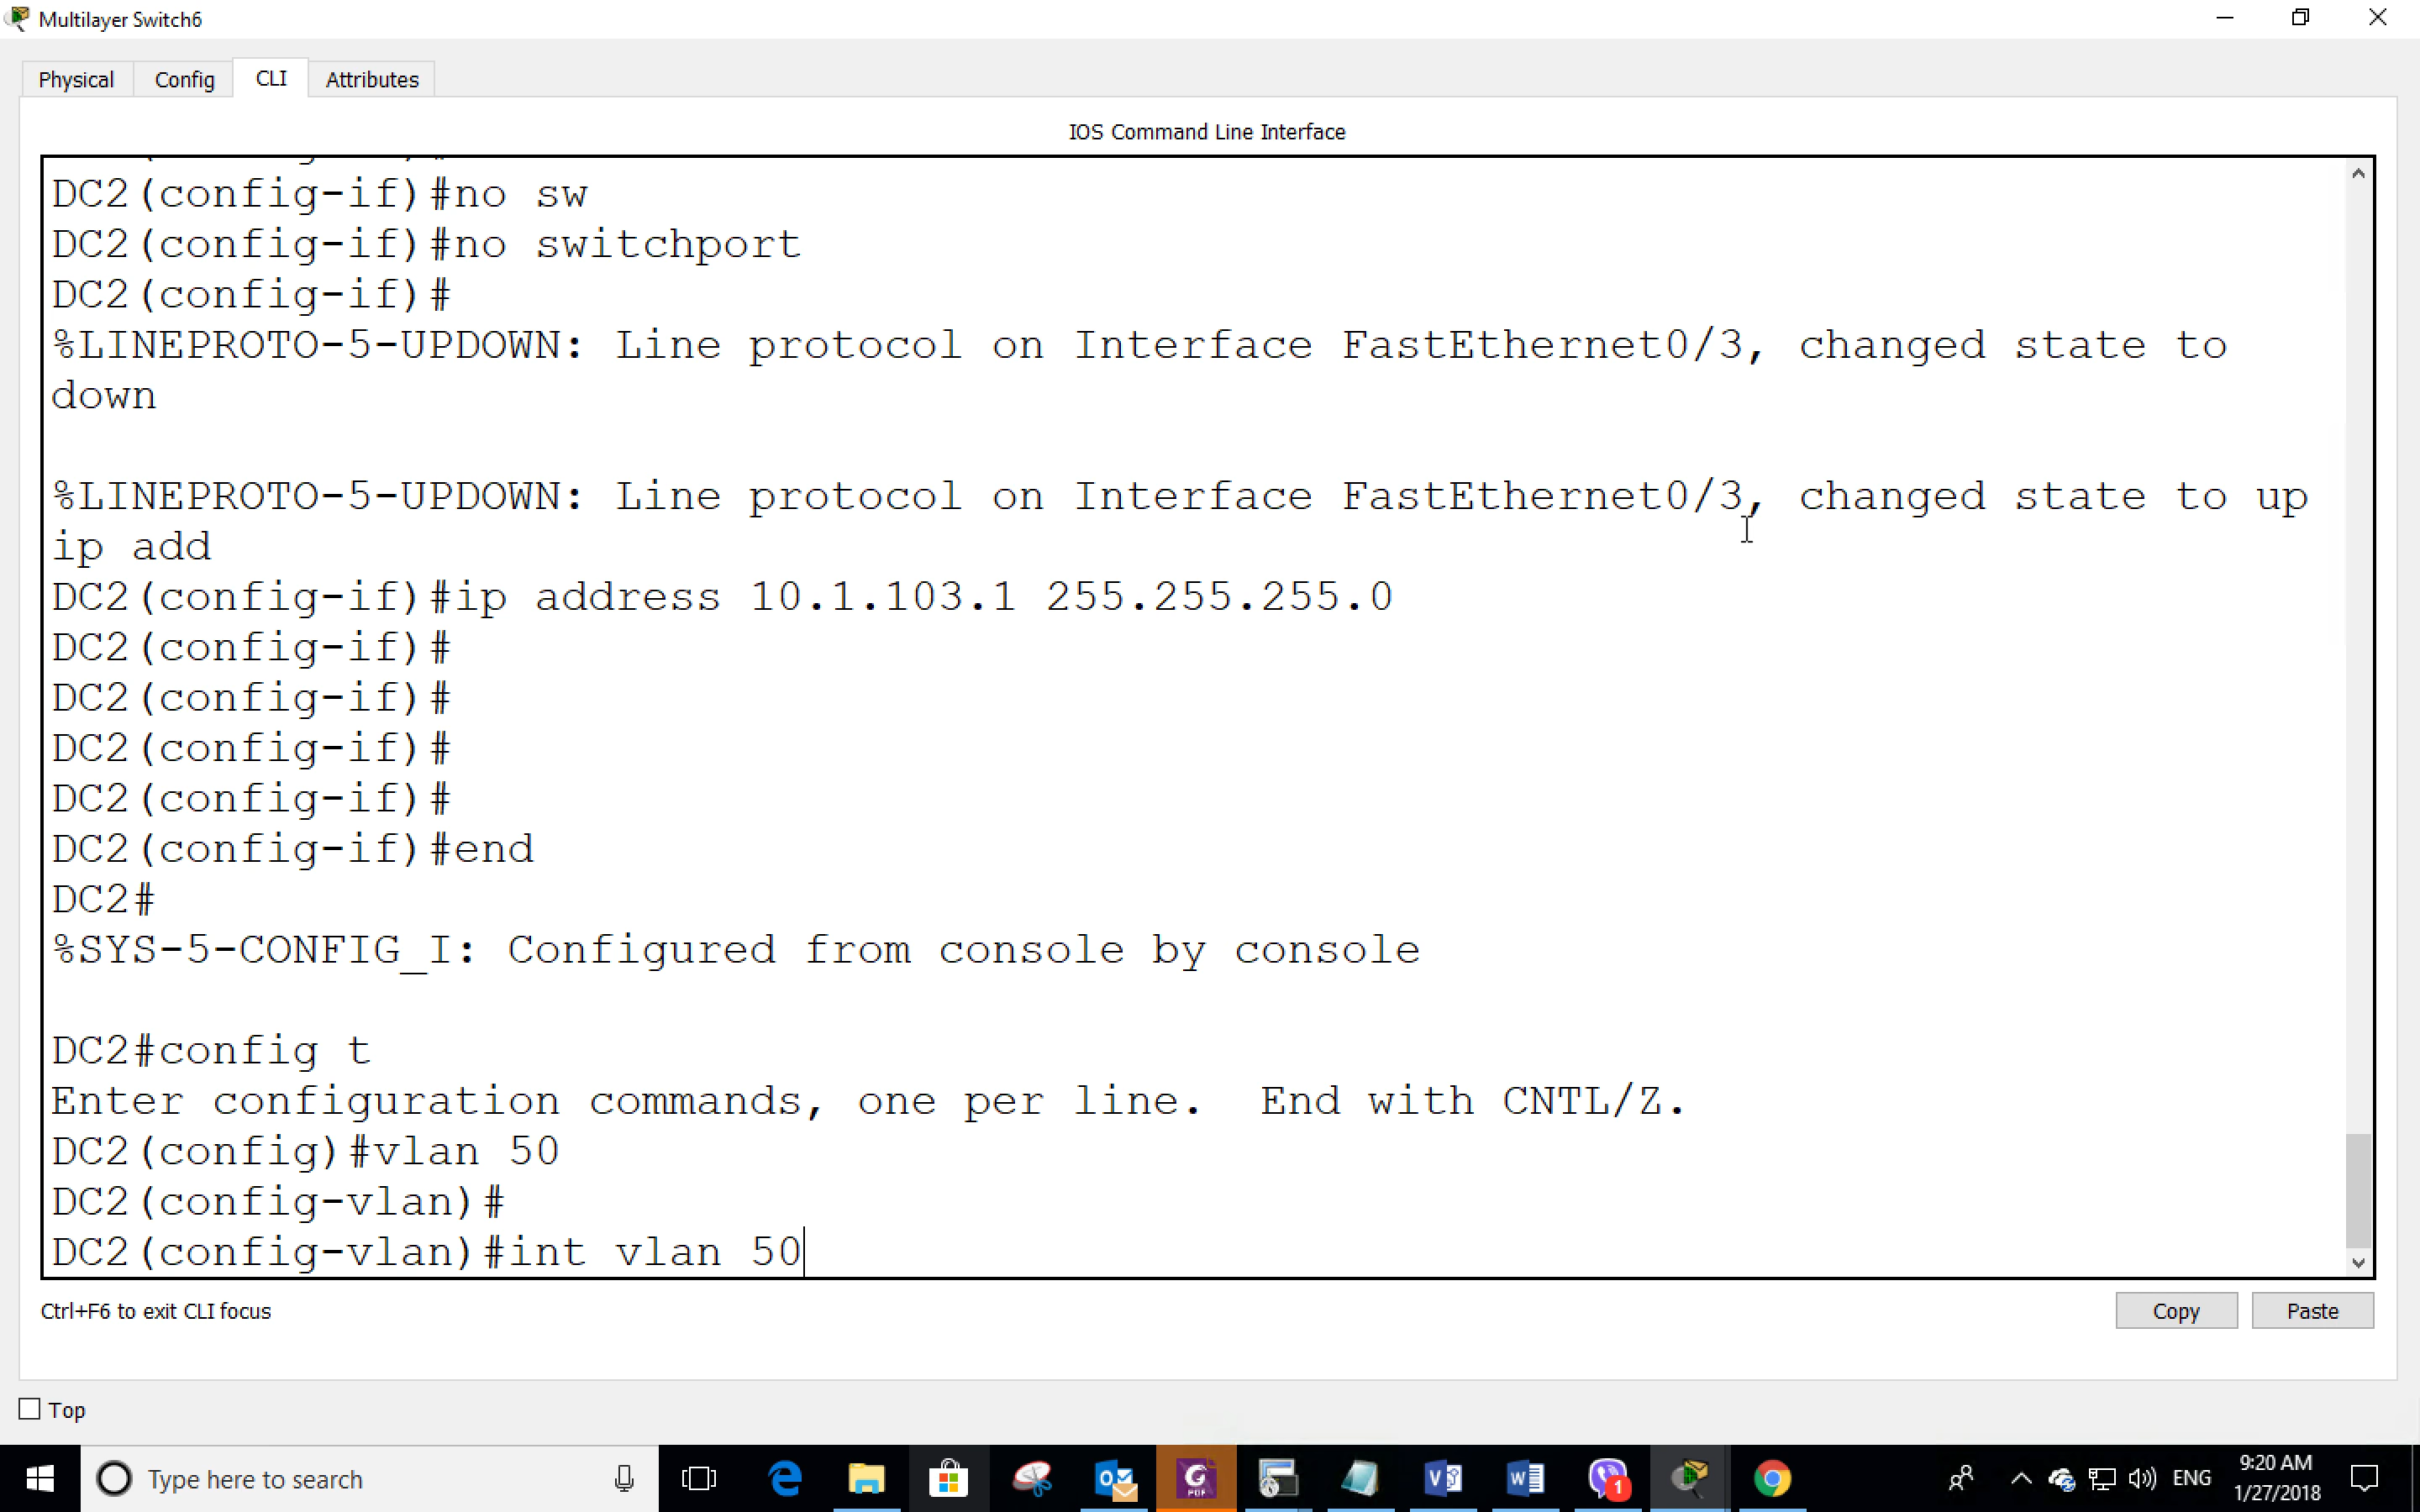 Multilayer Switch6
Physical Config CLI Attributes
IOS Command Line Interface
DC2(config-if)#no sw
DC2(config-if)#no switchport
DC2(config-if)#
%LINEPROTO-5-UPDOWN: Line protocol on Interface FastEthernet0/3, changed state to
down
%LINEPROTO-5-UPDOWN: Line protocol on Interface FastEthernet0/3, changed state to up
ip add
DC2(config-if)#ip address 10.1.103.1 255.255.255.0
DC2(config-if)#
DC2(config-if)#
DC2(config-if)#
DC2(config-if)#
DC2(config-if)#end
DC2#
%SYS-5-CONFIG_I: Configured from console by console
DC2#config t
Enter configuration commands, one per line.  End with CNTL/Z.
DC2(config)#vlan 50
DC2(config-vlan)#
DC2(config-vlan)#int vlan 50
Ctrl+F6 to exit CLI focus
Copy Paste
Top
Type here to search
G PDF
1
ENG
9:20 AM
1/27/2018